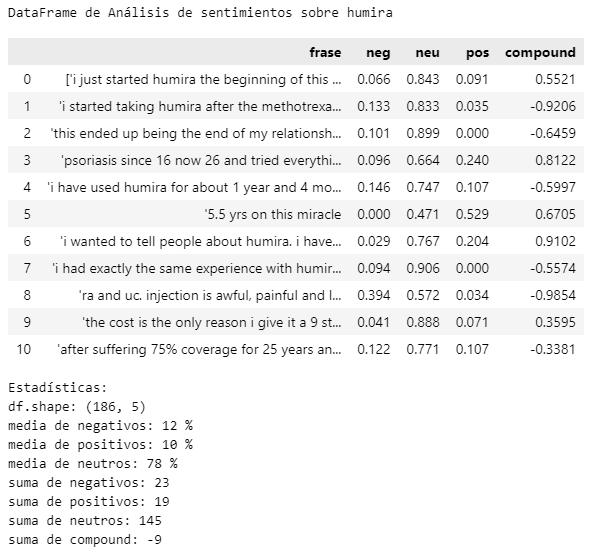 DataFrame de Análisis de sentimientos sobre humira
frase neg neu pos compound
0 ['i just started humira the beginning of this ... 0.066 0.843 0.091 0.5521
1 'i started taking humira after the methotrexa... 0.133 0.833 0.035 -0.9206
2 'this ended up being the end of my relationsh... 0.101 0.899 0.000 -0.6459
3 'psoriasis since 16 now 26 and tried everythi... 0.096 0.664 0.240 0.8122
4 'i have used humira for about 1 year and 4 mo... 0.146 0.747 0.107 -0.5997
5 '5.5 yrs on this miracle 0.000 0.471 0.529 0.6705
6 'i wanted to tell people about humira. i have... 0.029 0.767 0.204 0.9102
7 'i had exactly the same experience with humir... 0.094 0.906 0.000 -0.5574
8 'ra and uc. injection is awful, painful and l... 0.394 0.572 0.034 -0.9854
9 'the cost is the only reason i give it a 9 st... 0.041 0.888 0.071 0.3595
10 'after suffering 75% coverage for 25 years an... 0.122 0.771 0.107 -0.3381
Estadísticas:
df.shape: (186, 5)
media de negativos: 12 %
media de positivos: 10 %
media de neutros: 78 %
suma de negativos: 23
suma de positivos: 19
suma de neutros: 145
suma de compound: -9